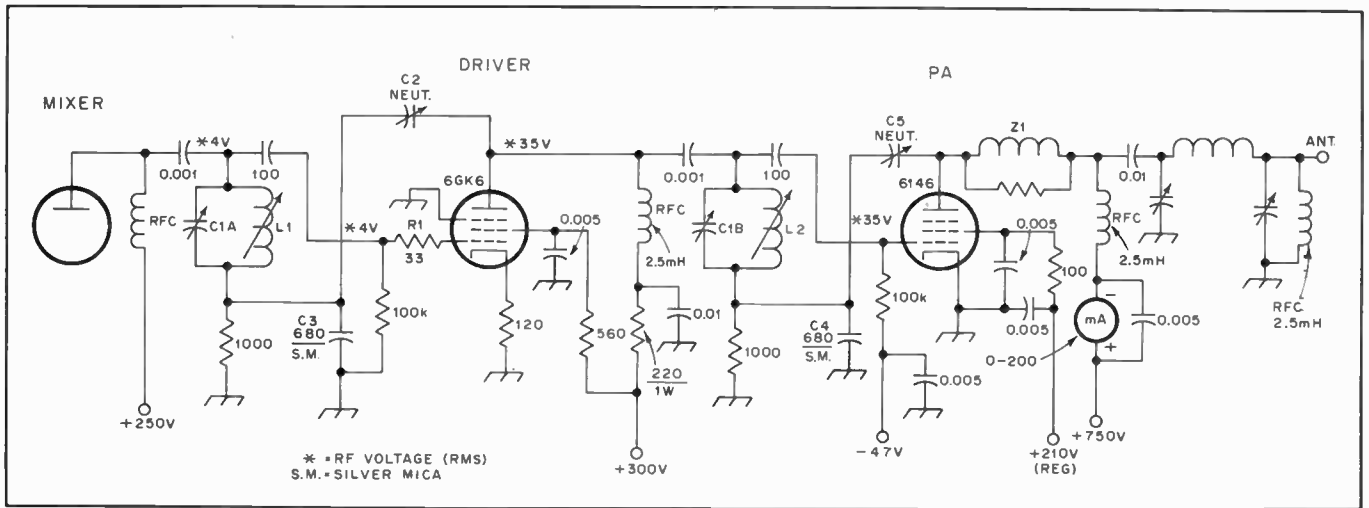 MIXER
DRIVER
PA
C2
NEUT.
C5
NEUT.
Z1
ANT.
*4V
0.001
100
*35V
0.001
100
0.01
6GK6
6146
RFC
C1A
L1
*4V
R1
33
0.005
RFC
2.5mH
C1B
L2
*35V
0.005
100
RFC
2.5mH
RFC
2.5mH
1000
C3
680
S.M.
100k
120
560
0.01
220
1W
1000
C4
680
S.M.
100k
0.005
0.005
mA
-
+
0-200
0.005
+250V
+300V
-47V
+210V
(REG)
+750V
* = RF VOLTAGE (RMS)
S.M.= SILVER MICA